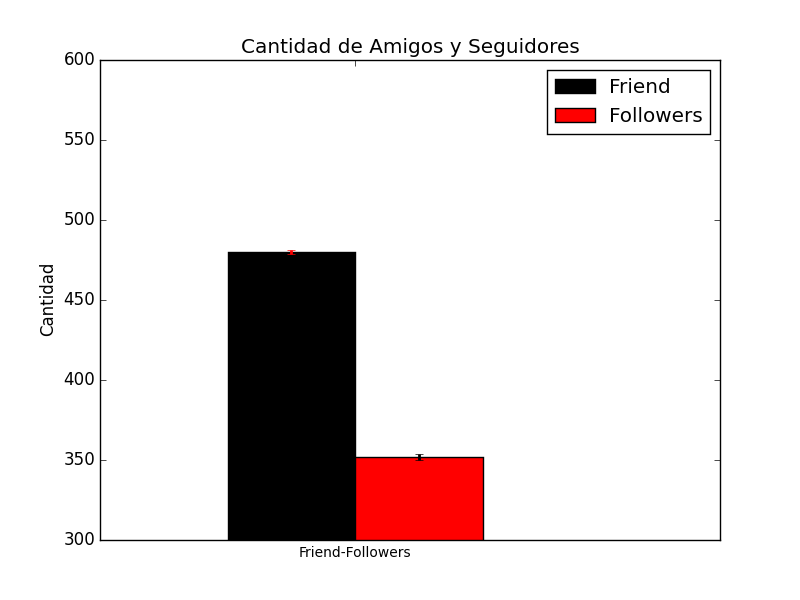 Cantidad de Amigos y Seguidores
Friend
Followers
600
550
500
450
400
350
300
Cantidad
Friend-Followers